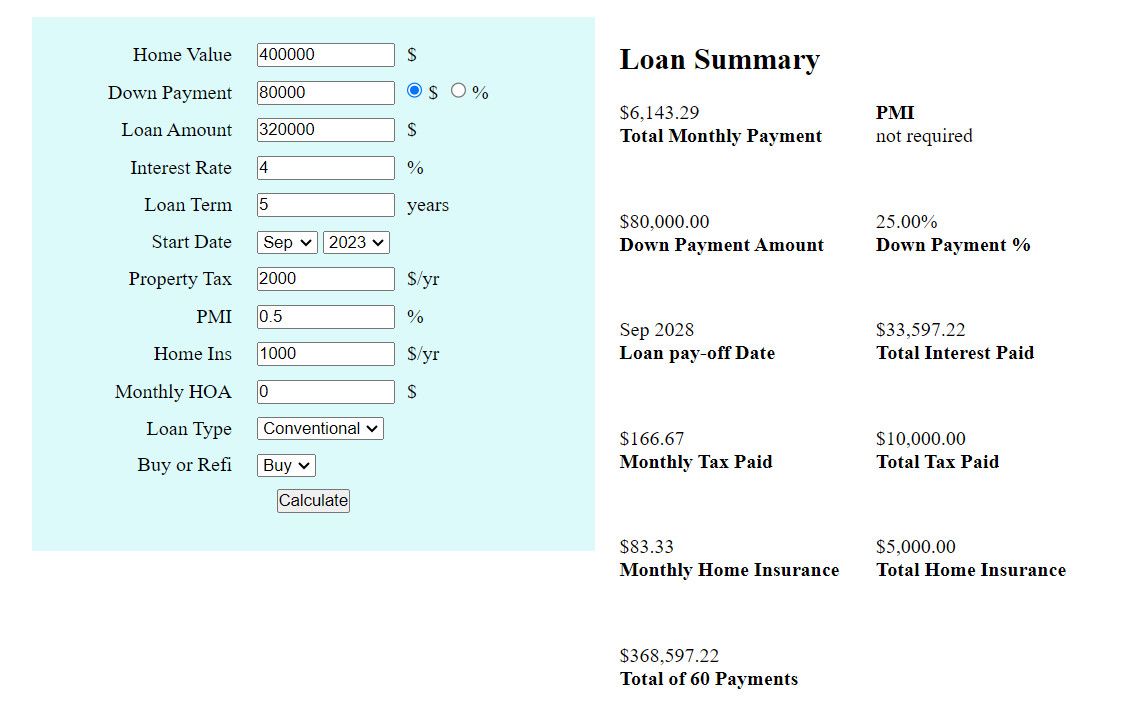 Home Value 400000 $
Down Payment 80000 $ %
Loan Amount 320000 $
Interest Rate 4 %
Loan Term 5 years
Start Date Sep 2023
Property Tax 2000 $/yr
PMI 0.5 %
Home Ins 1000 $/yr
Monthly HOA 0 $
Loan Type Conventional
Buy or Refi Buy
Calculate
Loan Summary
$6,143.29
Total Monthly Payment
PMI
not required
$80,000.00
Down Payment Amount
25.00%
Down Payment %
Sep 2028
Loan pay-off Date
$33,597.22
Total Interest Paid
$166.67
Monthly Tax Paid
$10,000.00
Total Tax Paid
$83.33
Monthly Home Insurance
$5,000.00
Total Home Insurance
$368,597.22
Total of 60 Payments